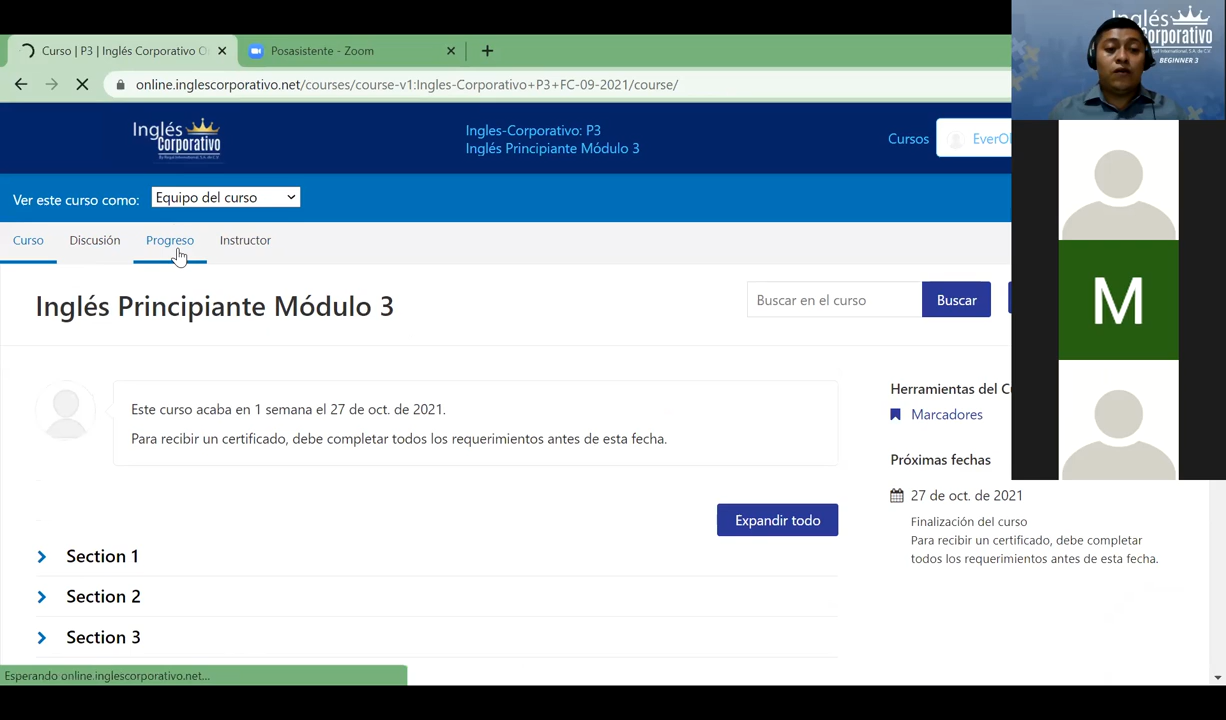 Curso | P3 | Inglés Corporativo O
Posasistente - Zoom
online.inglescorporativo.net/courses/course-v1:Ingles-Corporativo+P3+FC-09-2021/course/
Inglés
Corporativo
BEGINNER 3
Inglés
Corporativo
By Regal International, S.A. de C.V.
Ingles-Corporativo: P3
Inglés Principiante Módulo 3
Cursos
EverO
Ver este curso como:
Equipo del curso
Curso
Discusión
Progreso
Instructor
Inglés Principiante Módulo 3
Buscar en el curso
Buscar
Este curso acaba en 1 semana el 27 de oct. de 2021.
Para recibir un certificado, debe completar todos los requerimientos antes de esta fecha.
Herramientas del C
Marcadores
Próximas fechas
27 de oct. de 2021
Finalización del curso
Para recibir un certificado, debe completar
todos los requerimientos antes de esta fecha.
Expandir todo
Section 1
Section 2
Section 3
M
Esperando online.inglescorporativo.net...